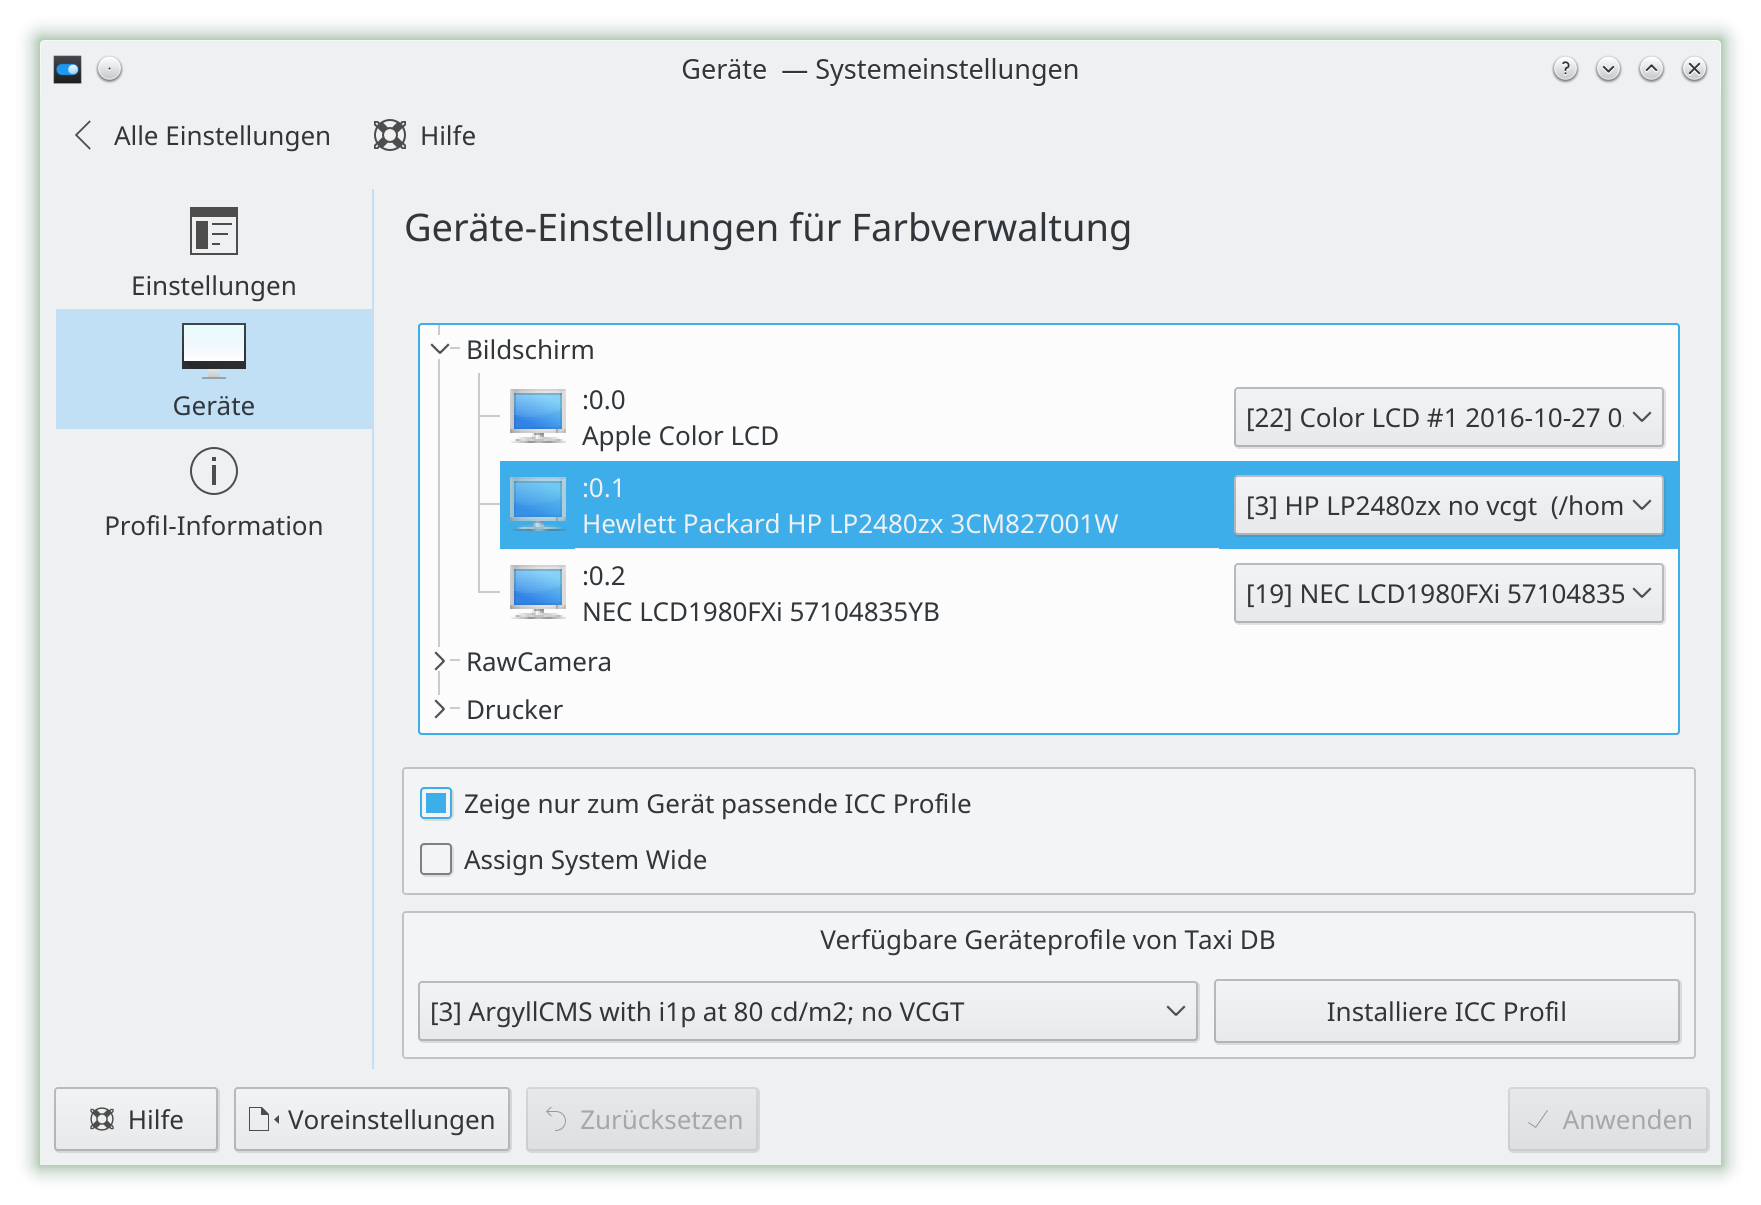 Geräte — Systemeinstellungen
Alle Einstellungen Hilfe
Einstellungen
Geräte
Profil-Information
Geräte-Einstellungen für Farbverwaltung
Bildschirm
:0.0
Apple Color LCD
[22] Color LCD #1 2016-10-27 0
:0.1
Hewlett Packard HP LP2480zx 3CM827001W
[3] HP LP2480zx no vcgt (/hom
:0.2
NEC LCD1980FXi 57104835YB
[19] NEC LCD1980FXi 57104835
RawCamera
Drucker
Zeige nur zum Gerät passende ICC Profile
Assign System Wide
Verfügbare Geräteprofile von Taxi DB
[3] ArgyllCMS with i1p at 80 cd/m2; no VCGT
Installiere ICC Profil
Hilfe Voreinstellungen Zurücksetzen Anwenden